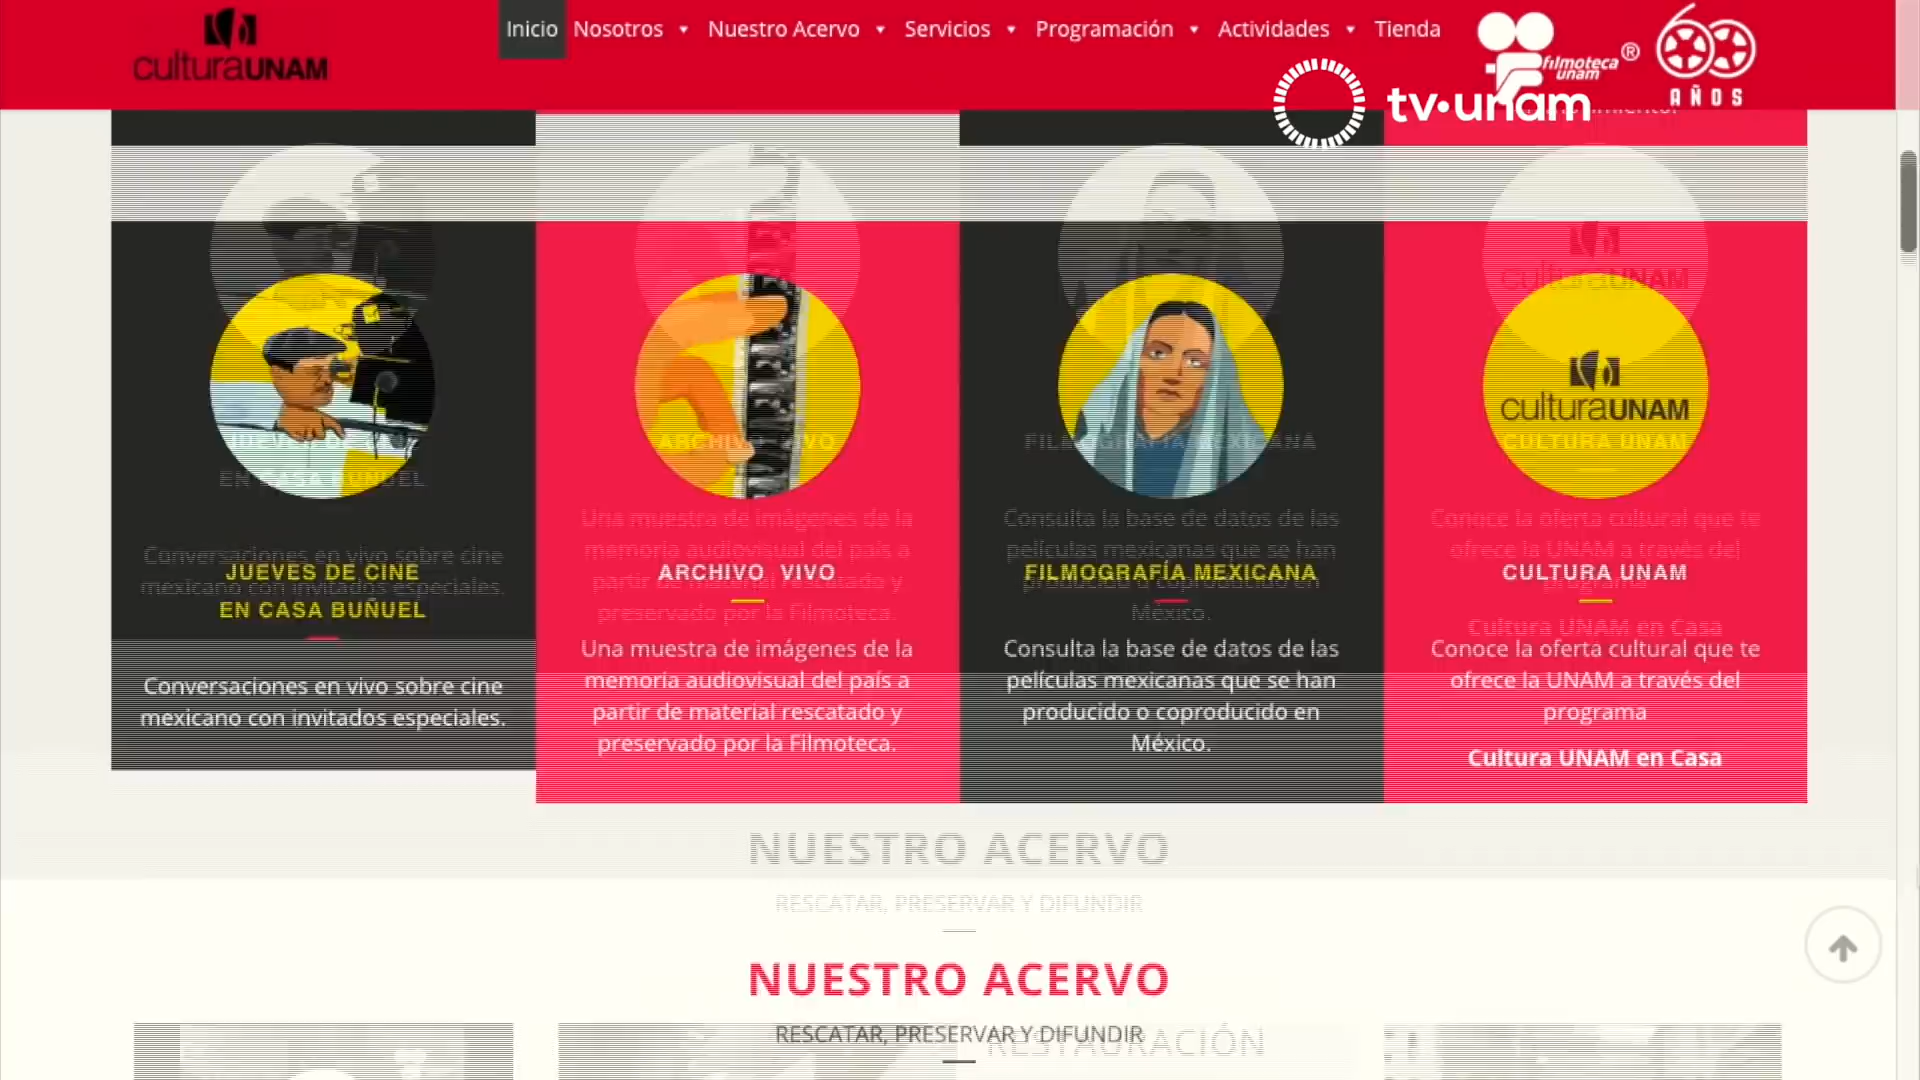 culturaUNAM
Inicio Nosotros Nuestro Acervo Servicios Programación Actividades Tienda
filmoteca
unam
®
60
AÑOS
tv·unam
culturaUNAM
JUEVES DE CINE
EN CASA BUÑUEL
Conversaciones en vivo sobre cine
mexicano con invitados especiales.
ARCHIVO VIVO
Una muestra de imágenes de la
memoria audiovisual del país a
partir de material rescatado y
preservado por la Filmoteca.
FILMOGRAFÍA MEXICANA
Consulta la base de datos de las
películas mexicanas que se han
producido o coproducido en
México.
CULTURA UNAM
Conoce la oferta cultural que te
ofrece la UNAM a través del
programa
Cultura UNAM en Casa
NUESTRO ACERVO
RESCATAR, PRESERVAR Y DIFUNDIR
NUESTRO ACERVO
RESCATAR, PRESERVAR Y DIFUNDIR
RESTAURACIÓN